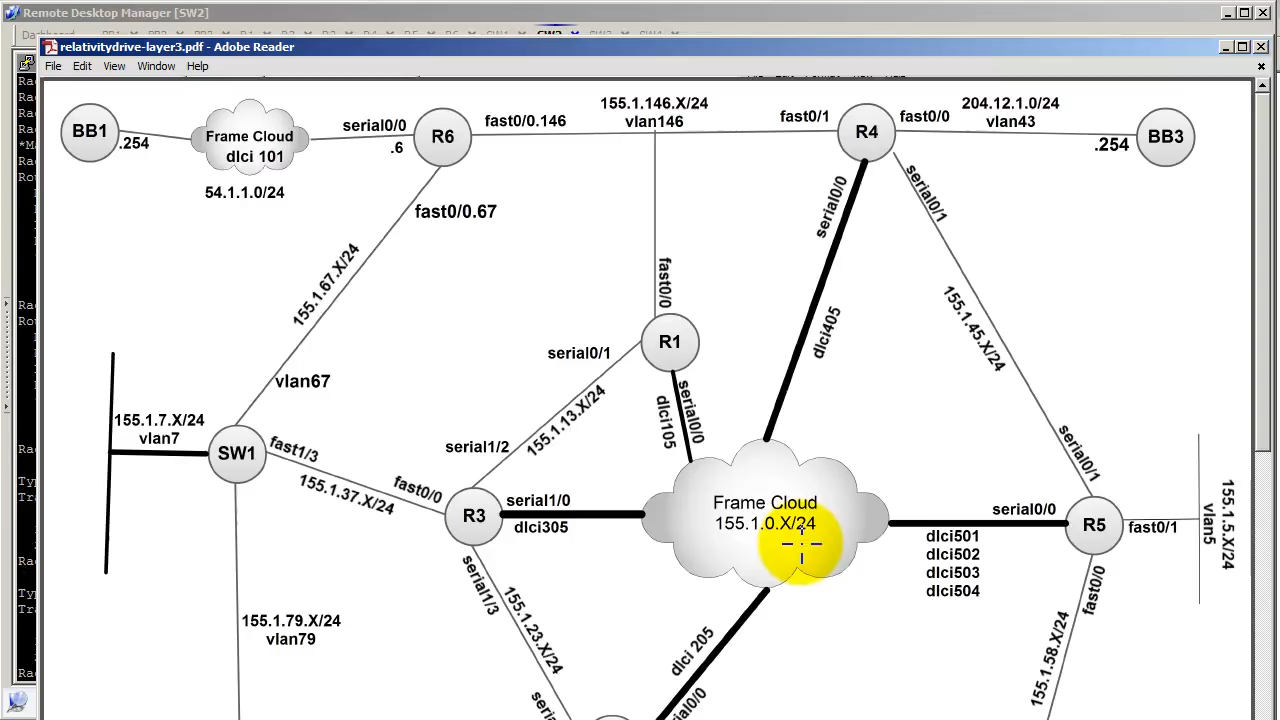 Remote Desktop Manager [SW2]
relativitydrive-layer3.pdf - Adobe Reader
File Edit View Window Help
BB1
.254
Frame Cloud
dlci 101
54.1.1.0/24
serial0/0
.6
R6
fast0/0.146
155.1.146.X/24
vlan146
fast0/1
R4
fast0/0
204.12.1.0/24
vlan43
.254
BB3
fast0/0.67
155.1.67.X/24
vlan67
serial0/0
dlci405
serial0/1
155.1.45.X/24
serial0/1
fast0/0
R1
serial0/1
155.1.13.X/24
serial1/2
serial0/0
dlci105
155.1.7.X/24
vlan7
SW1
fast1/3
155.1.37.X/24
fast0/0
R3
serial1/0
dlci305
Frame Cloud
155.1.0.X/24
serial0/0
dlci501
dlci502
dlci503
dlci504
R5
fast0/1
155.1.5.X/24
vlan5
fast0/0
155.1.58.X/24
155.1.79.X/24
vlan79
serial1/3
155.1.23.X/24
dlci 205